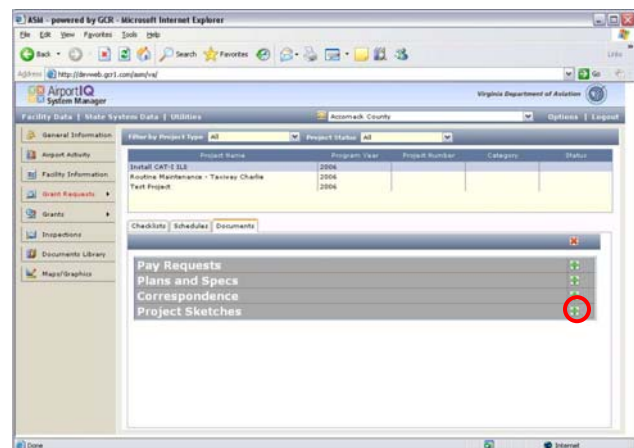 ASM - powered by GCR - Microsoft Internet Explorer
File Edit View Favorites Tools Help
Back Search Favorites Links
Address http://devweb.gcr1.com/asm/va/ Go
AirportIQ
System Manager
Virginia Department of Aviation
Facility Data | State System Data | Utilities Accomack County Options | Logout
General Information
Airport Activity
Facility Information
Grant Requests
Grants
Inspections
Documents Library
Maps/Graphics
Filter by Project Type All Project Status All
Project Name Program Year Project Number Category Status
Install CAT-I ILS 2006
Routine Maintenance - Taxiway Charlie 2006
Test Project 2006
Checklists Schedules Documents
Pay Requests
Plans and Specs
Correspondence
Project Sketches
Done Internet